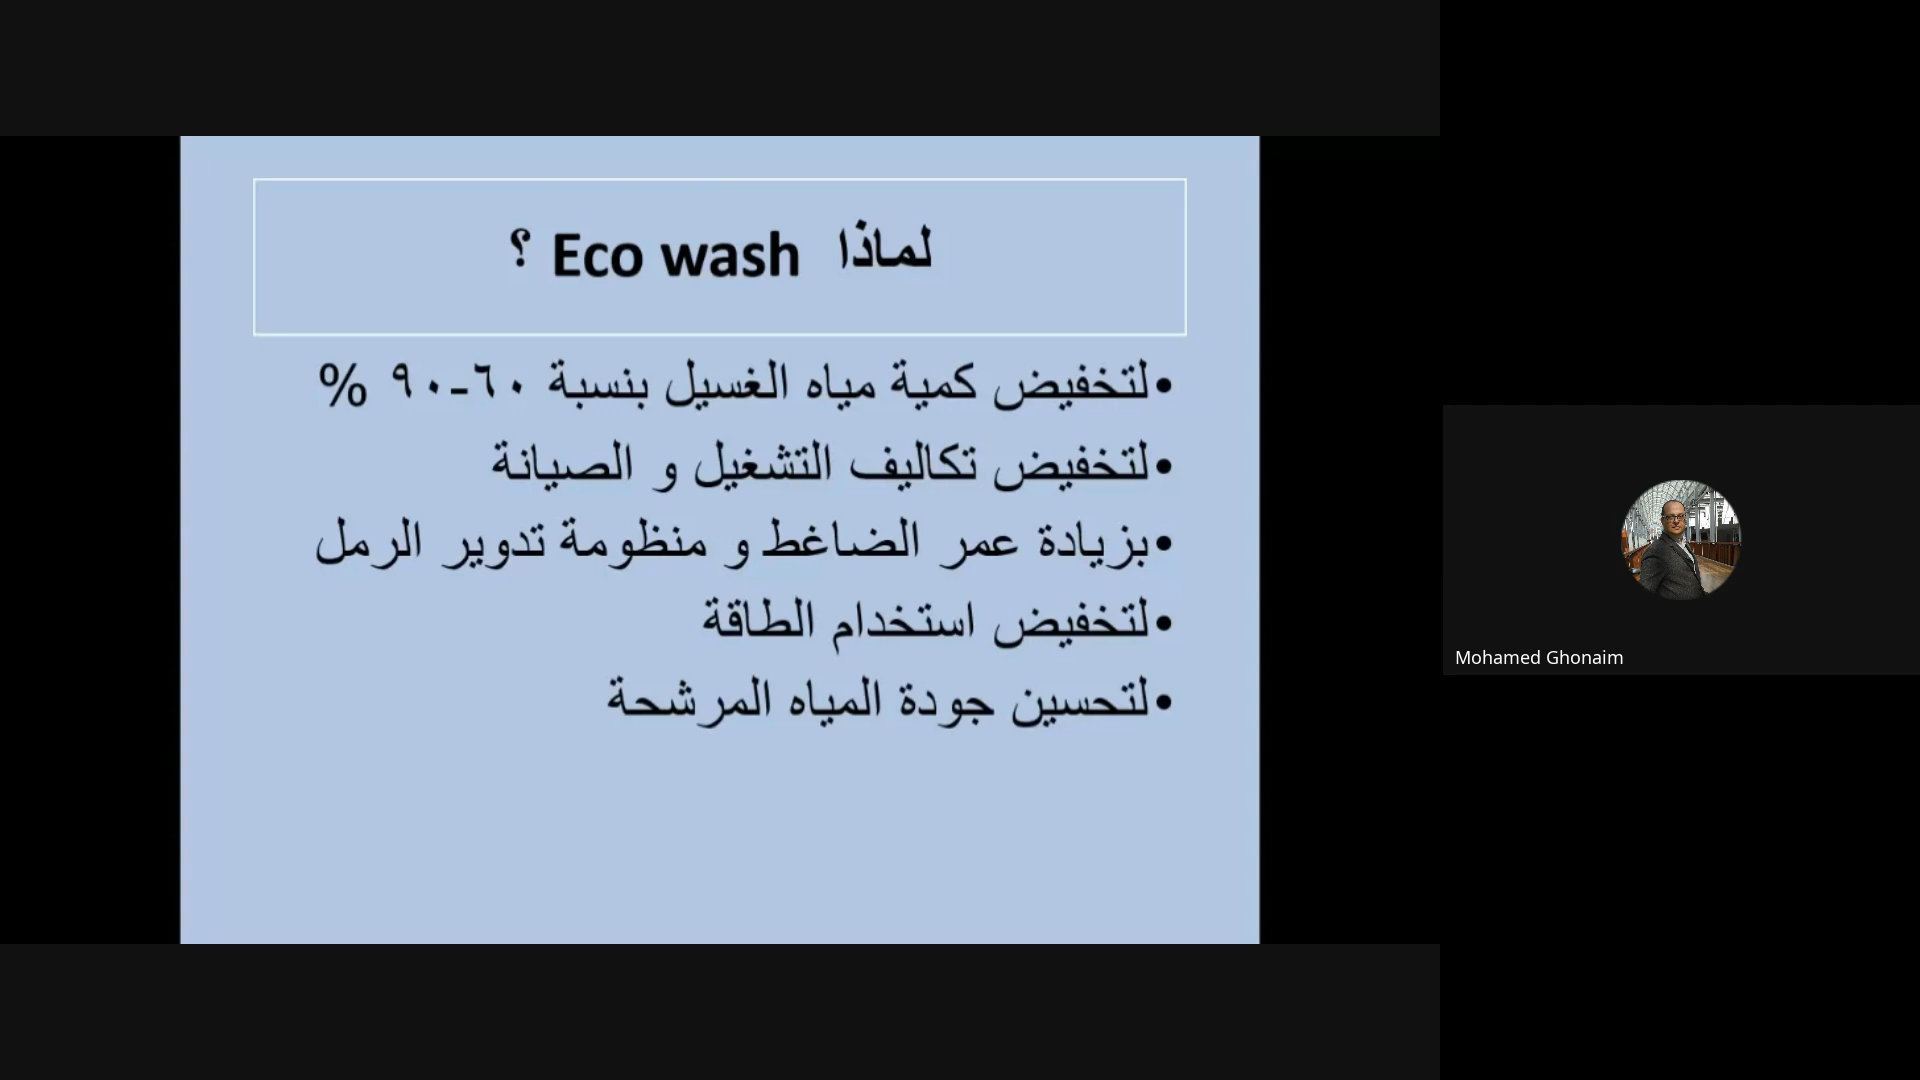 لماذا Eco wash ؟
•لتخفيض كمية مياه الغسيل بنسبة ٦٠-٩٠ %
•لتخفيض تكاليف التشغيل و الصيانة
•بزيادة عمر الضاغط و منظومة تدوير الرمل
•لتخفيض استخدام الطاقة
•لتحسين جودة المياه المرشحة
Mohamed Ghonaim